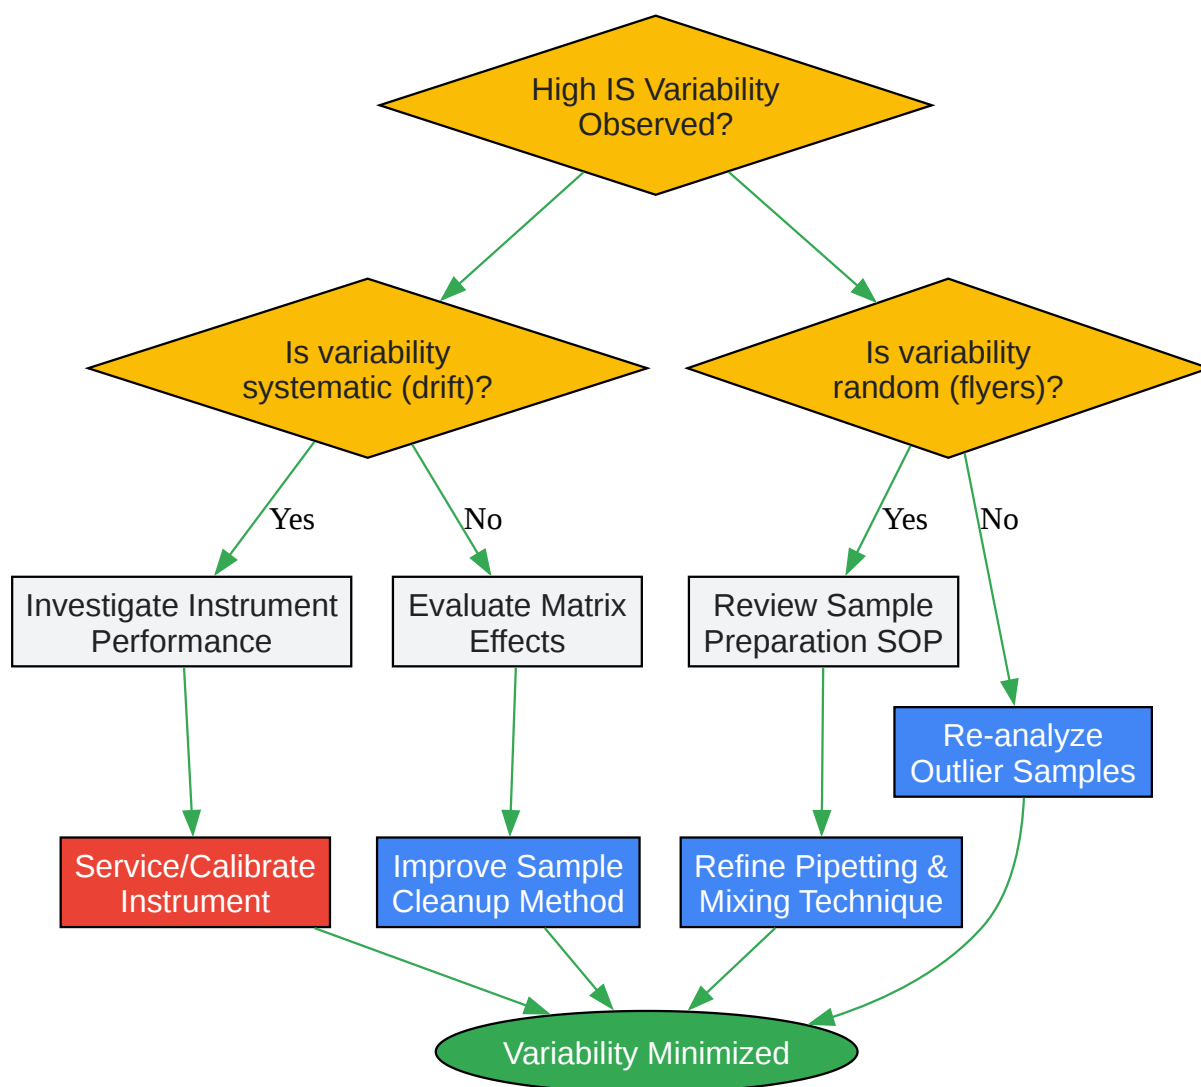 High IS Variability
Observed?
Is variability
systematic (drift)?
Is variability
random (flyers)?
Yes
No
Yes
No
Investigate Instrument
Performance
Evaluate Matrix
Effects
Review Sample
Preparation SOP
Re-analyze
Outlier Samples
Service/Calibrate
Instrument
Improve Sample
Cleanup Method
Refine Pipetting &
Mixing Technique
Variability Minimized